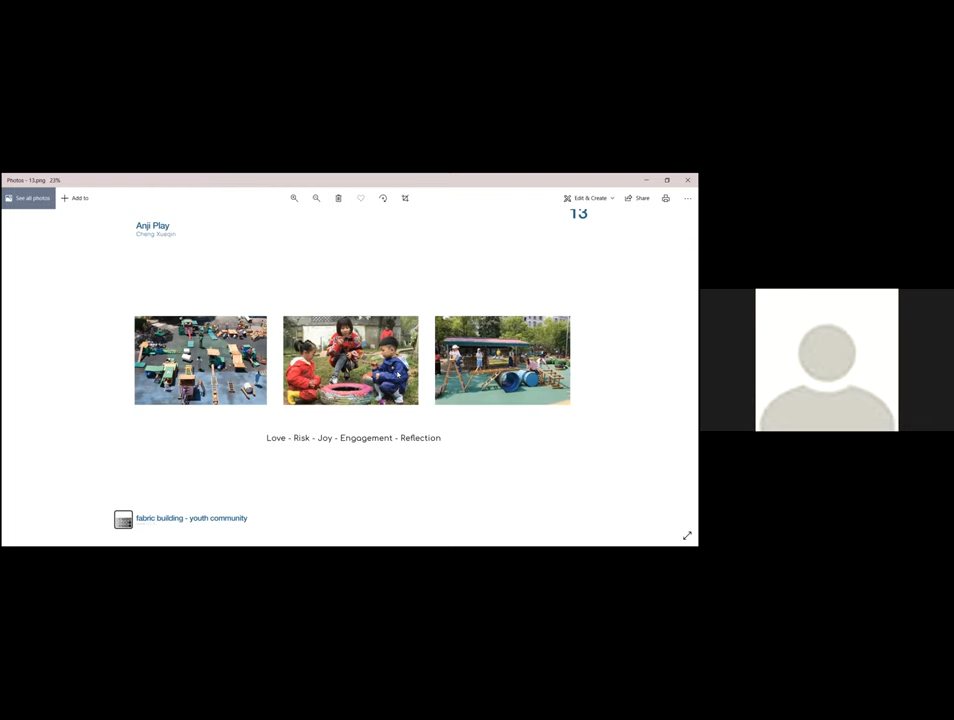 Photos - 13.png 23%
See all photos
Add to
Edit & Create
Share
13
Anji Play
Cheng Xueqin
Love - Risk - Joy - Engagement - Reflection
fabric building - youth community